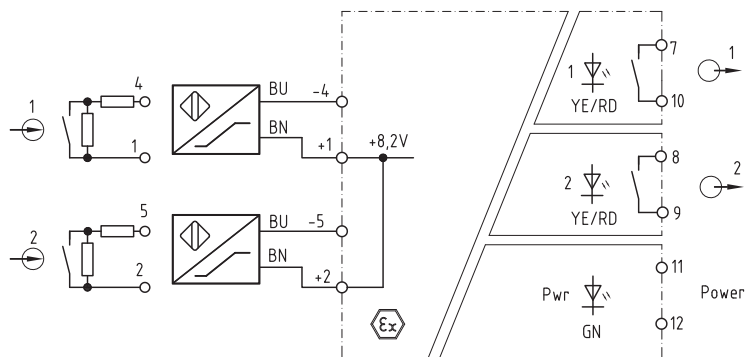 1
4
1
BU
-4
BN
+1
+8,2V
1
YE/RD
7
10
1
2
YE/RD
8
9
2
2
5
2
BU
-5
BN
+2
Ex
Pwr
GN
11
12
Power